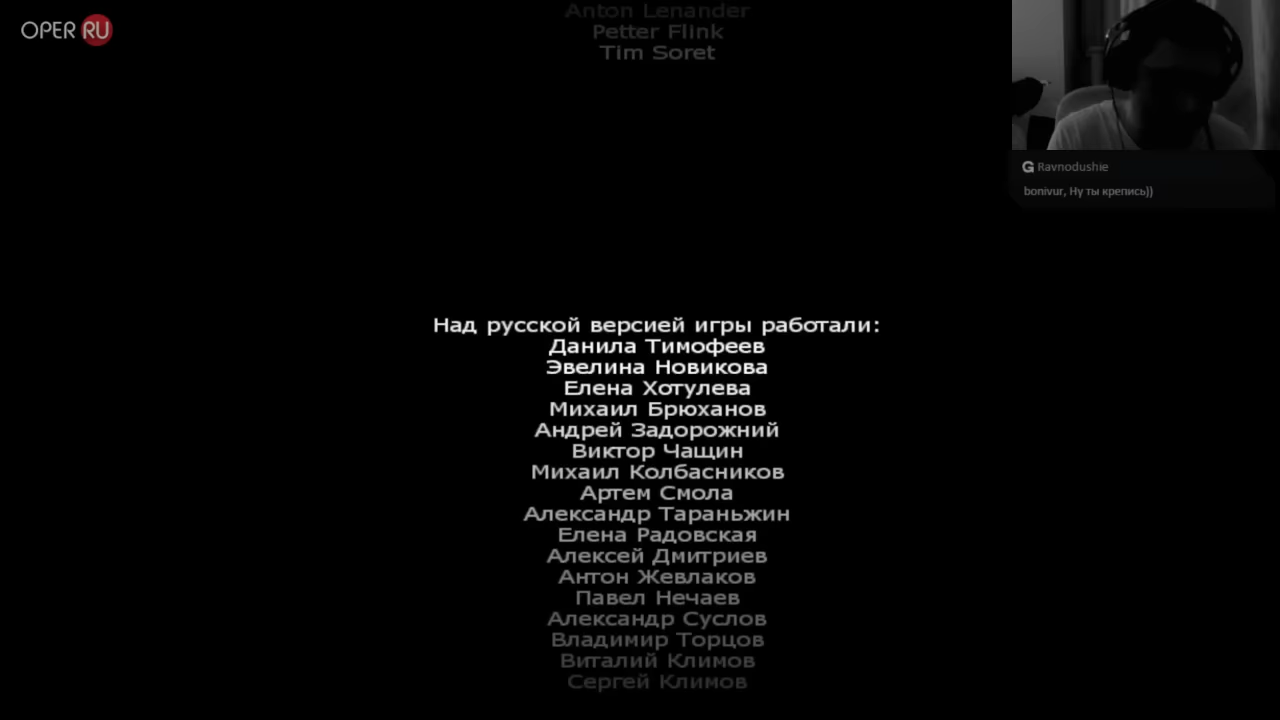 OPER RU
Anton Lenander
Petter Flink
Tim Soret
Ravnodushie
bonivur, Ну ты крепись))
Над русской версией игры работали:
Данила Тимофеев
Эвелина Новикова
Елена Хотулева
Михаил Брюханов
Андрей Задорожний
Виктор Чащин
Михаил Колбасников
Артем Смола
Александр Тараньжин
Елена Радовская
Алексей Дмитриев
Антон Жевлаков
Павел Нечаев
Александр Суслов
Владимир Торцов
Виталий Климов
Сергей Климов